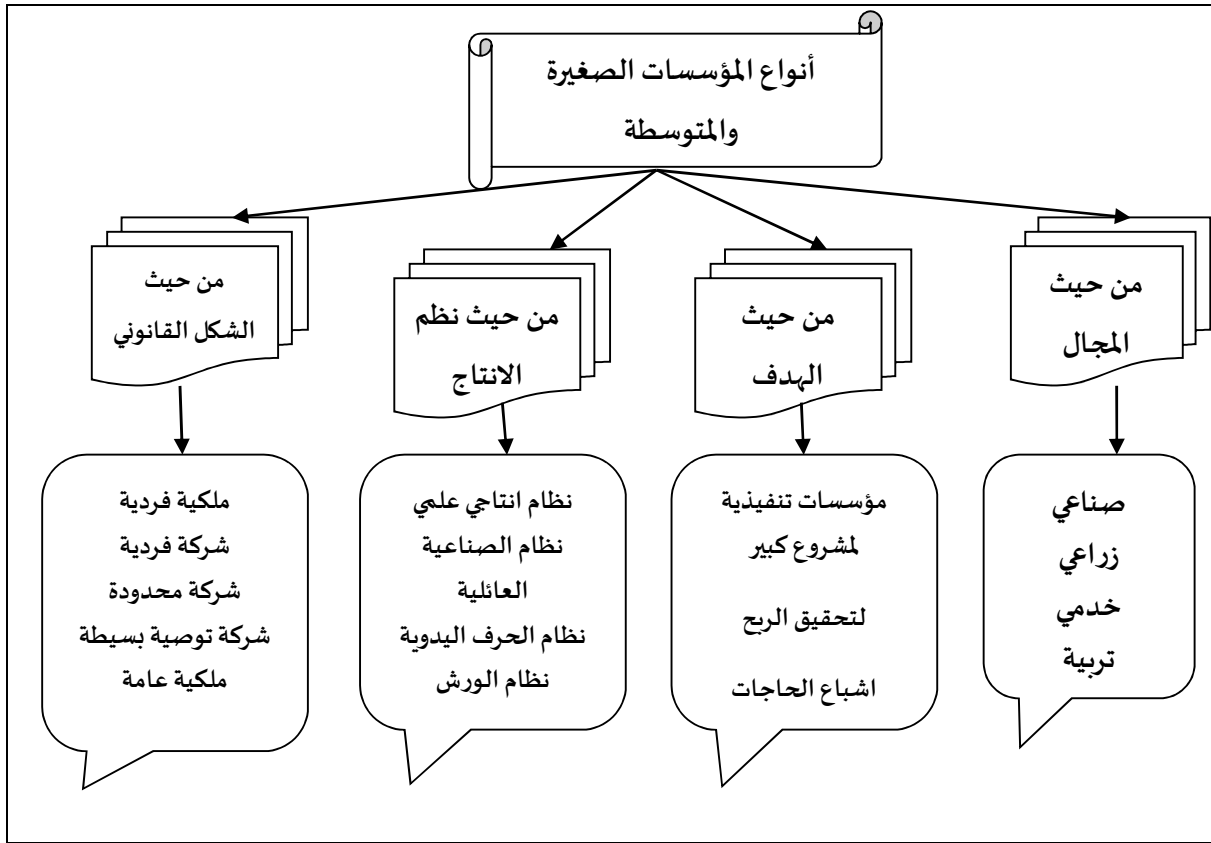 أنواع المؤسسات الصغيرة
والمتوسطة
من حيث
المجال
من حيث
الهدف
من حيث نظم
الانتاج
من حيث
الشكل القانوني
صناعي
زراعي
خدمي
تربية
مؤسسات تنفيذية
لمشروع كبير
لتحقيق الربح
اشباع الحاجات
نظام انتاجي علمي
نظام الصناعية
العائلية
نظام الحرف اليدوية
نظام الورش
ملكية فردية
شركة فردية
شركة محدودة
شركة توصية بسيطة
ملكية عامة